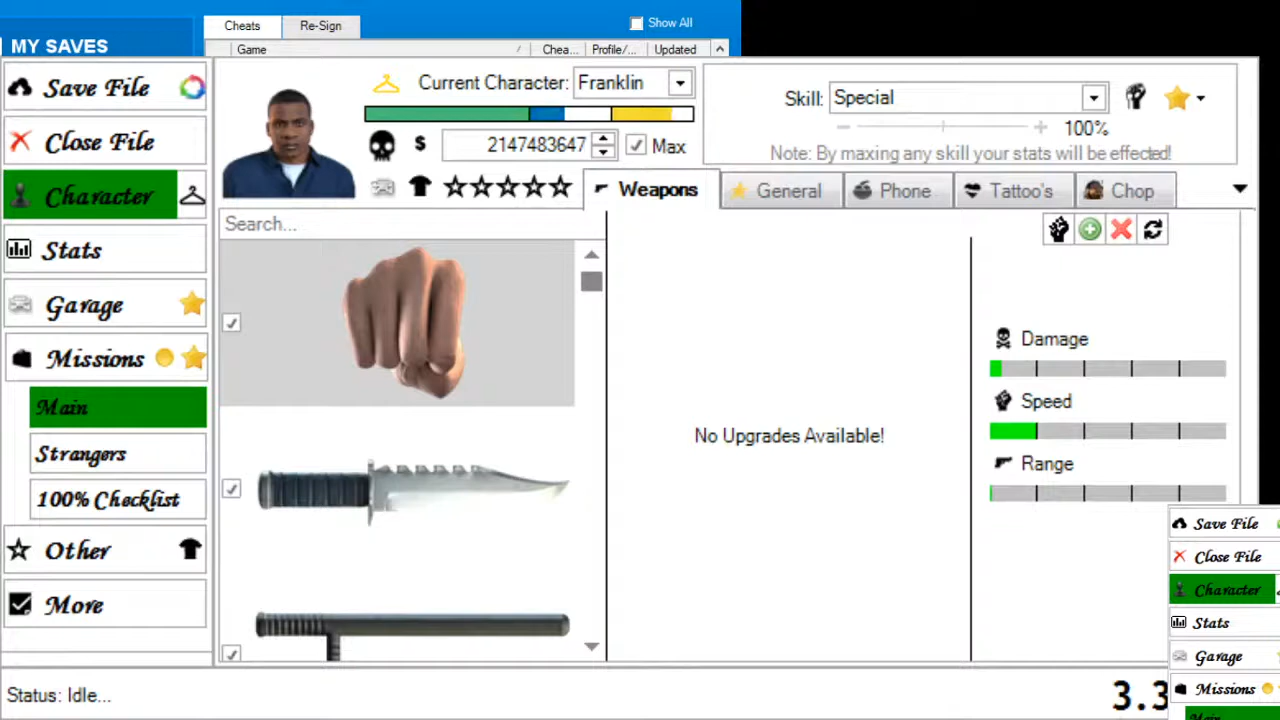 Cheats
Re-Sign
Show All
MY SAVES
Game
Chea...
Profile/...
Updated
Save File
Close File
Character
Stats
Garage
Missions
Main
Strangers
100% Checklist
Other
More
Current Character:
Franklin
$
2147483647
Max
Skill:
Special
100%
Note: By maxing any skill your stats will be effected!
Weapons
General
Phone
Tattoo's
Chop
Search...
No Upgrades Available!
Damage
Speed
Range
Save File
Close File
Character
Stats
Garage
Missions
Main
Status: Idle...
3.3